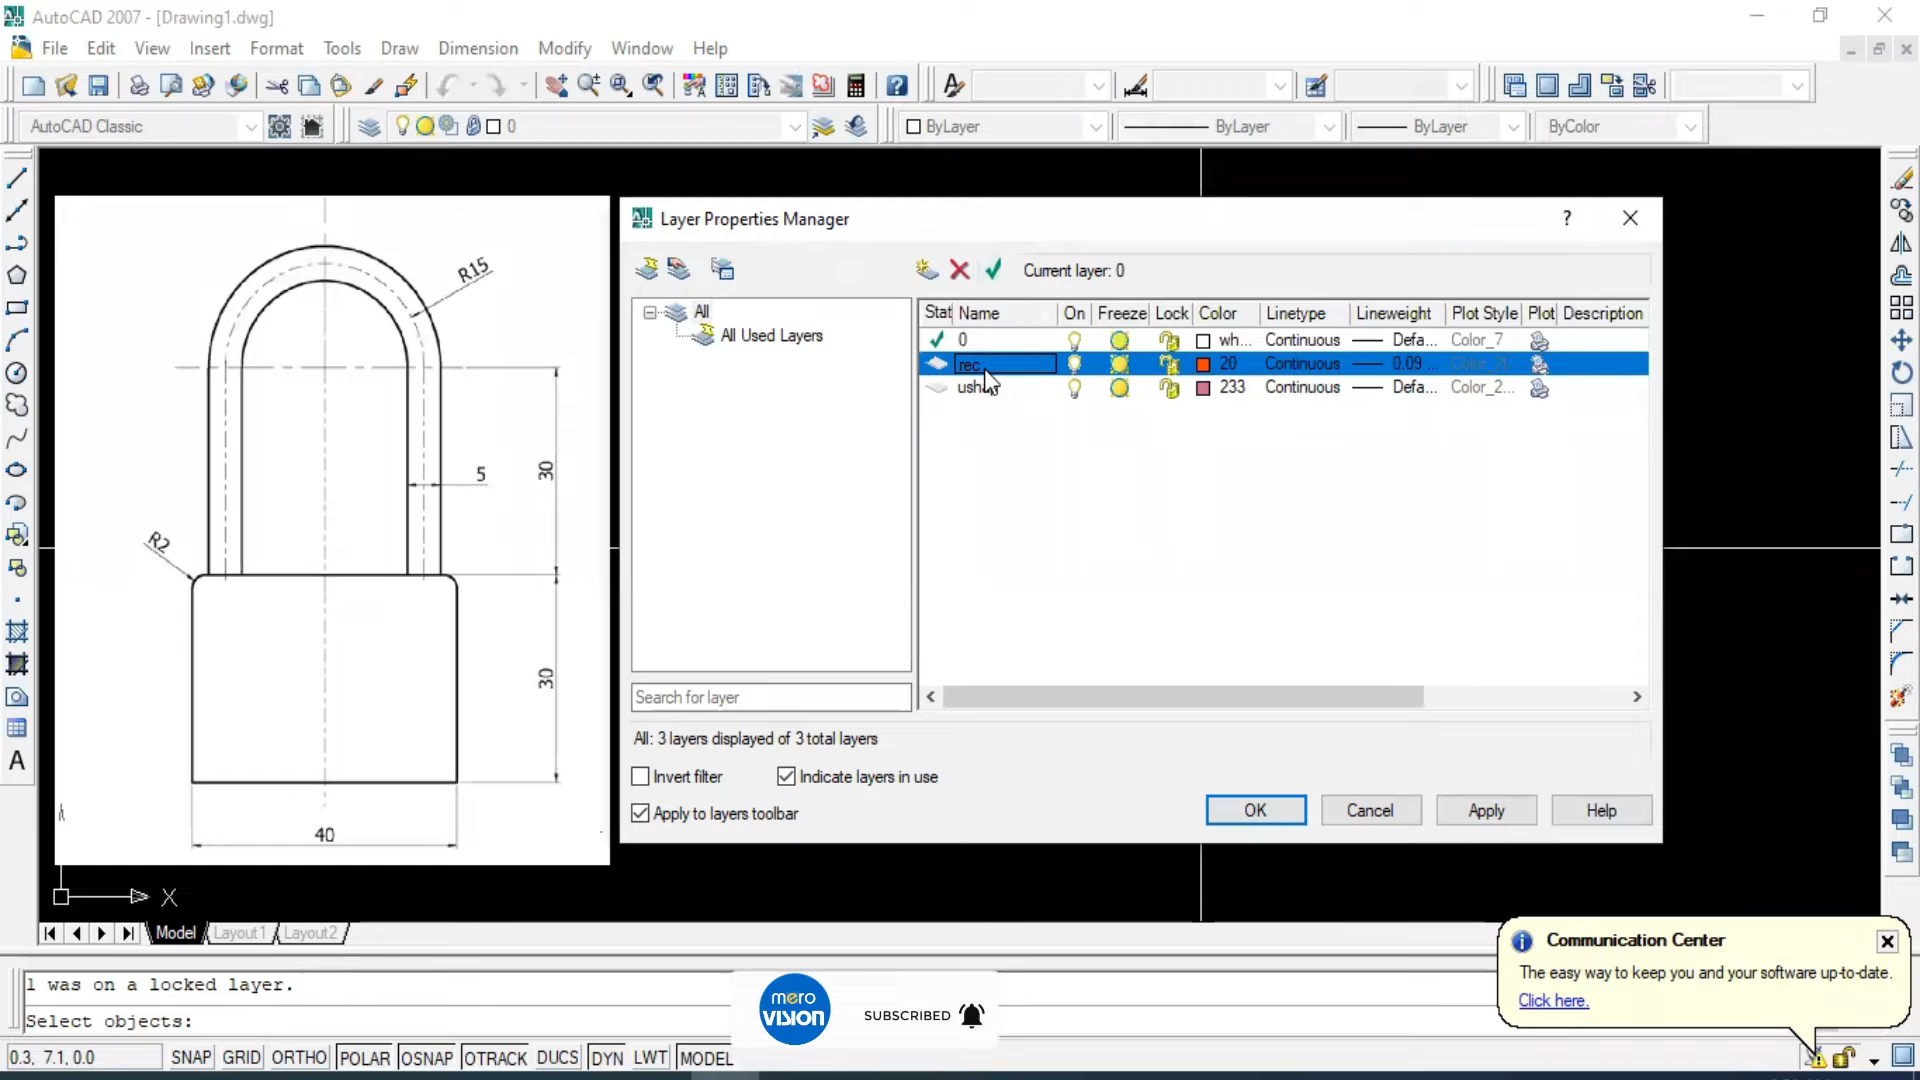 AutoCAD 2007 - [Drawing1.dwg]
File Edit View Insert Format Tools Draw Dimension Modify Window Help
AutoCAD Classic
0
ByLayer
ByLayer
ByLayer
ByColor
R15
5
30
R2
30
40
X
Layer Properties Manager
?
Current layer: 0
All
All Used Layers
Stat Name On Freeze Lock Color Linetype Lineweight Plot Style Plot Description
0 wh... Continuous Defa... Color_7
rec 20 Continuous 0.09 ...
233 Continuous Defa... Color_2...
Search for layer
All: 3 layers displayed of 3 total layers
Invert filter
Indicate layers in use
Apply to layers toolbar
OK Cancel Apply Help
Model Layout1 Layout2
Communication Center
The easy way to keep you and your software up-to-date.
Click here.
1 was on a locked layer.
Select objects:
mero
VISION
SUBSCRIBED
0.3, 7.1, 0.0
SNAP GRID ORTHO POLAR OSNAP OTRACK DUCS DYN LWT MODEL